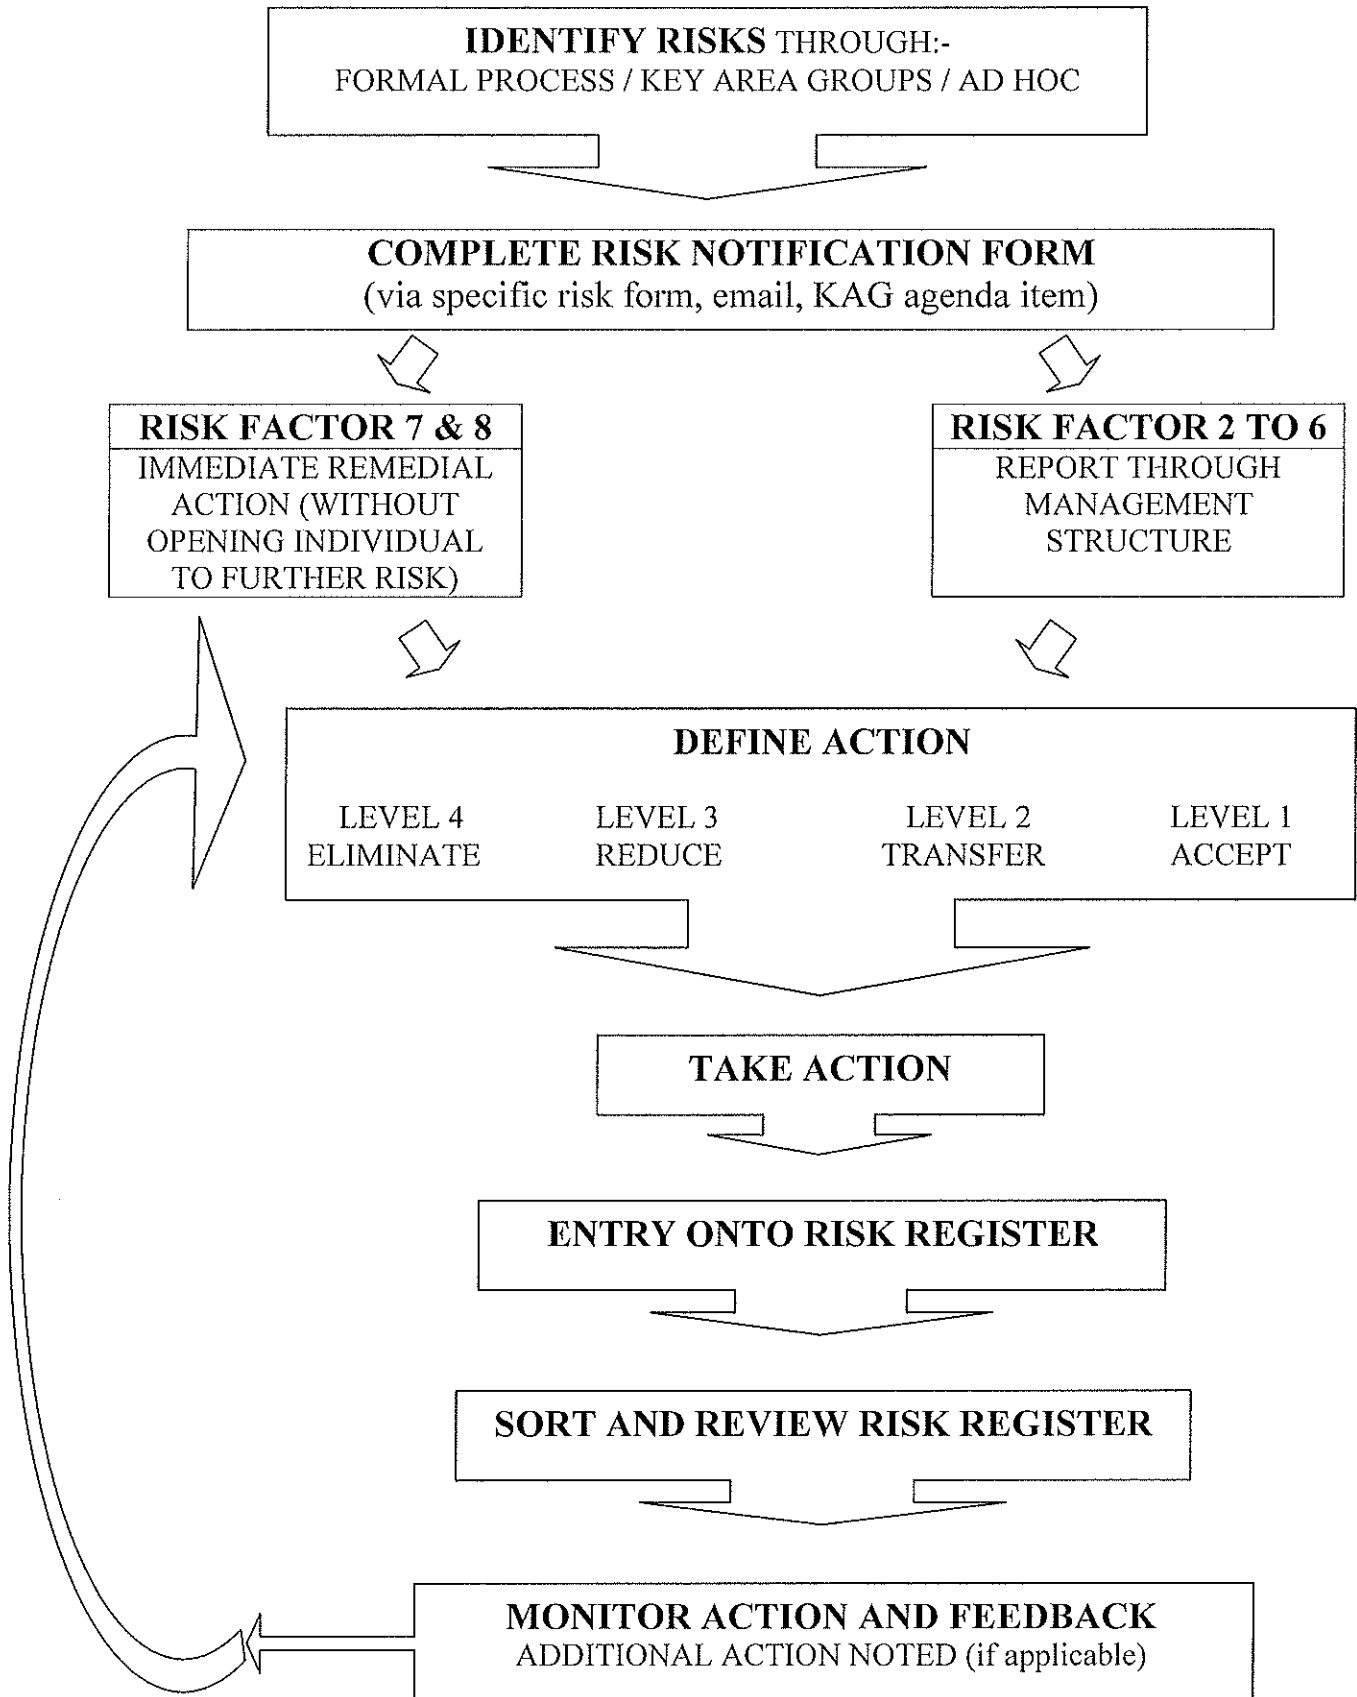 IDENTIFY RISKS THROUGH:-
FORMAL PROCESS / KEY AREA GROUPS / AD HOC
COMPLETE RISK NOTIFICATION FORM
(via specific risk form, email, KAG agenda item)
RISK FACTOR 7 & 8
IMMEDIATE REMEDIAL
ACTION (WITHOUT
OPENING INDIVIDUAL
TO FURTHER RISK)
RISK FACTOR 2 TO 6
REPORT THROUGH
MANAGEMENT
STRUCTURE
DEFINE ACTION
LEVEL 4 LEVEL 3 LEVEL 2 LEVEL 1
ELIMINATE REDUCE TRANSFER ACCEPT
TAKE ACTION
ENTRY ONTO RISK REGISTER
SORT AND REVIEW RISK REGISTER
MONITOR ACTION AND FEEDBACK
ADDITIONAL ACTION NOTED (if applicable)